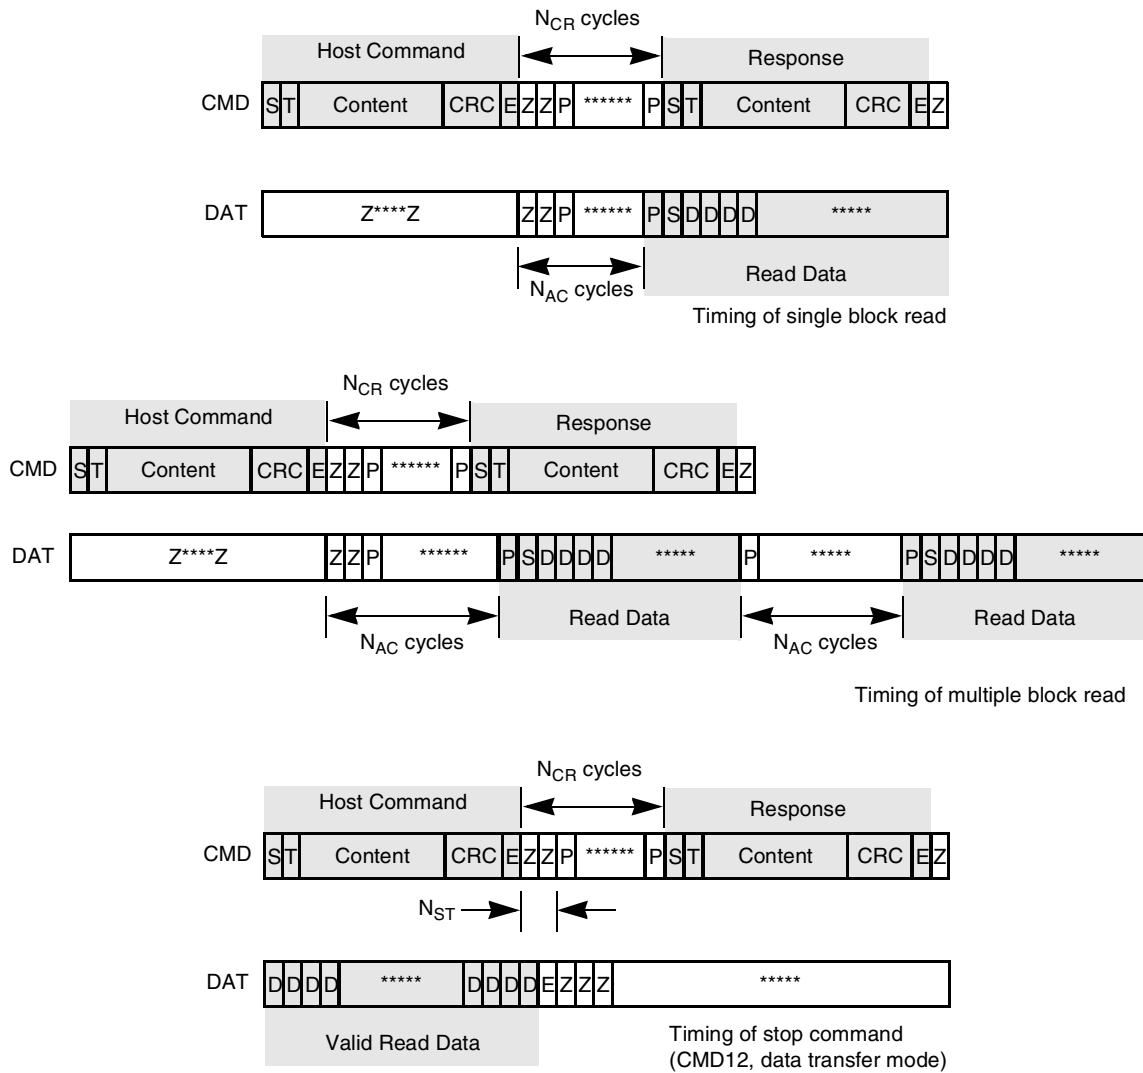 N_CR cycles
Host Command Response
CMD S T Content CRC E Z Z P ****** P S T Content CRC E Z
DAT Z****Z Z Z P ****** P S D D D D *****
N_AC cycles Read Data
Timing of single block read
N_CR cycles
Host Command Response
CMD S T Content CRC E Z Z P ****** P S T Content CRC E Z
DAT Z****Z Z Z P ****** P S D D D D ***** P ***** P S D D D D *****
N_AC cycles Read Data N_AC cycles Read Data
Timing of multiple block read
N_CR cycles
Host Command Response
CMD S T Content CRC E Z Z P ****** P S T Content CRC E Z
N_ST
DAT D D D D ***** D D D D E Z Z Z *****
Valid Read Data
Timing of stop command
(CMD12, data transfer mode)